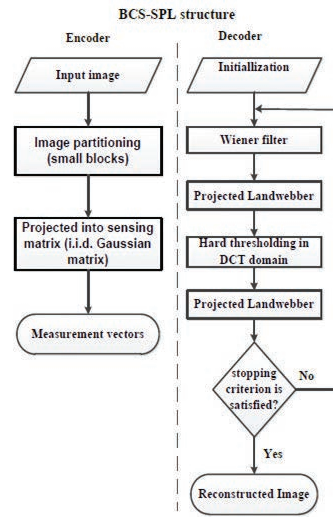 BCS-SPL structure
Encoder
Input image
Image partitioning
(small blocks)
Projected into sensing
matrix (i.i.d. Gaussian
matrix)
Measurement vectors
Decoder
Initiallization
Wiener filter
Projected Landwebber
Hard thresholding in
DCT domain
Projected Landwebber
stopping
criterion is
satisfied?
No
Yes
Reconstructed Image